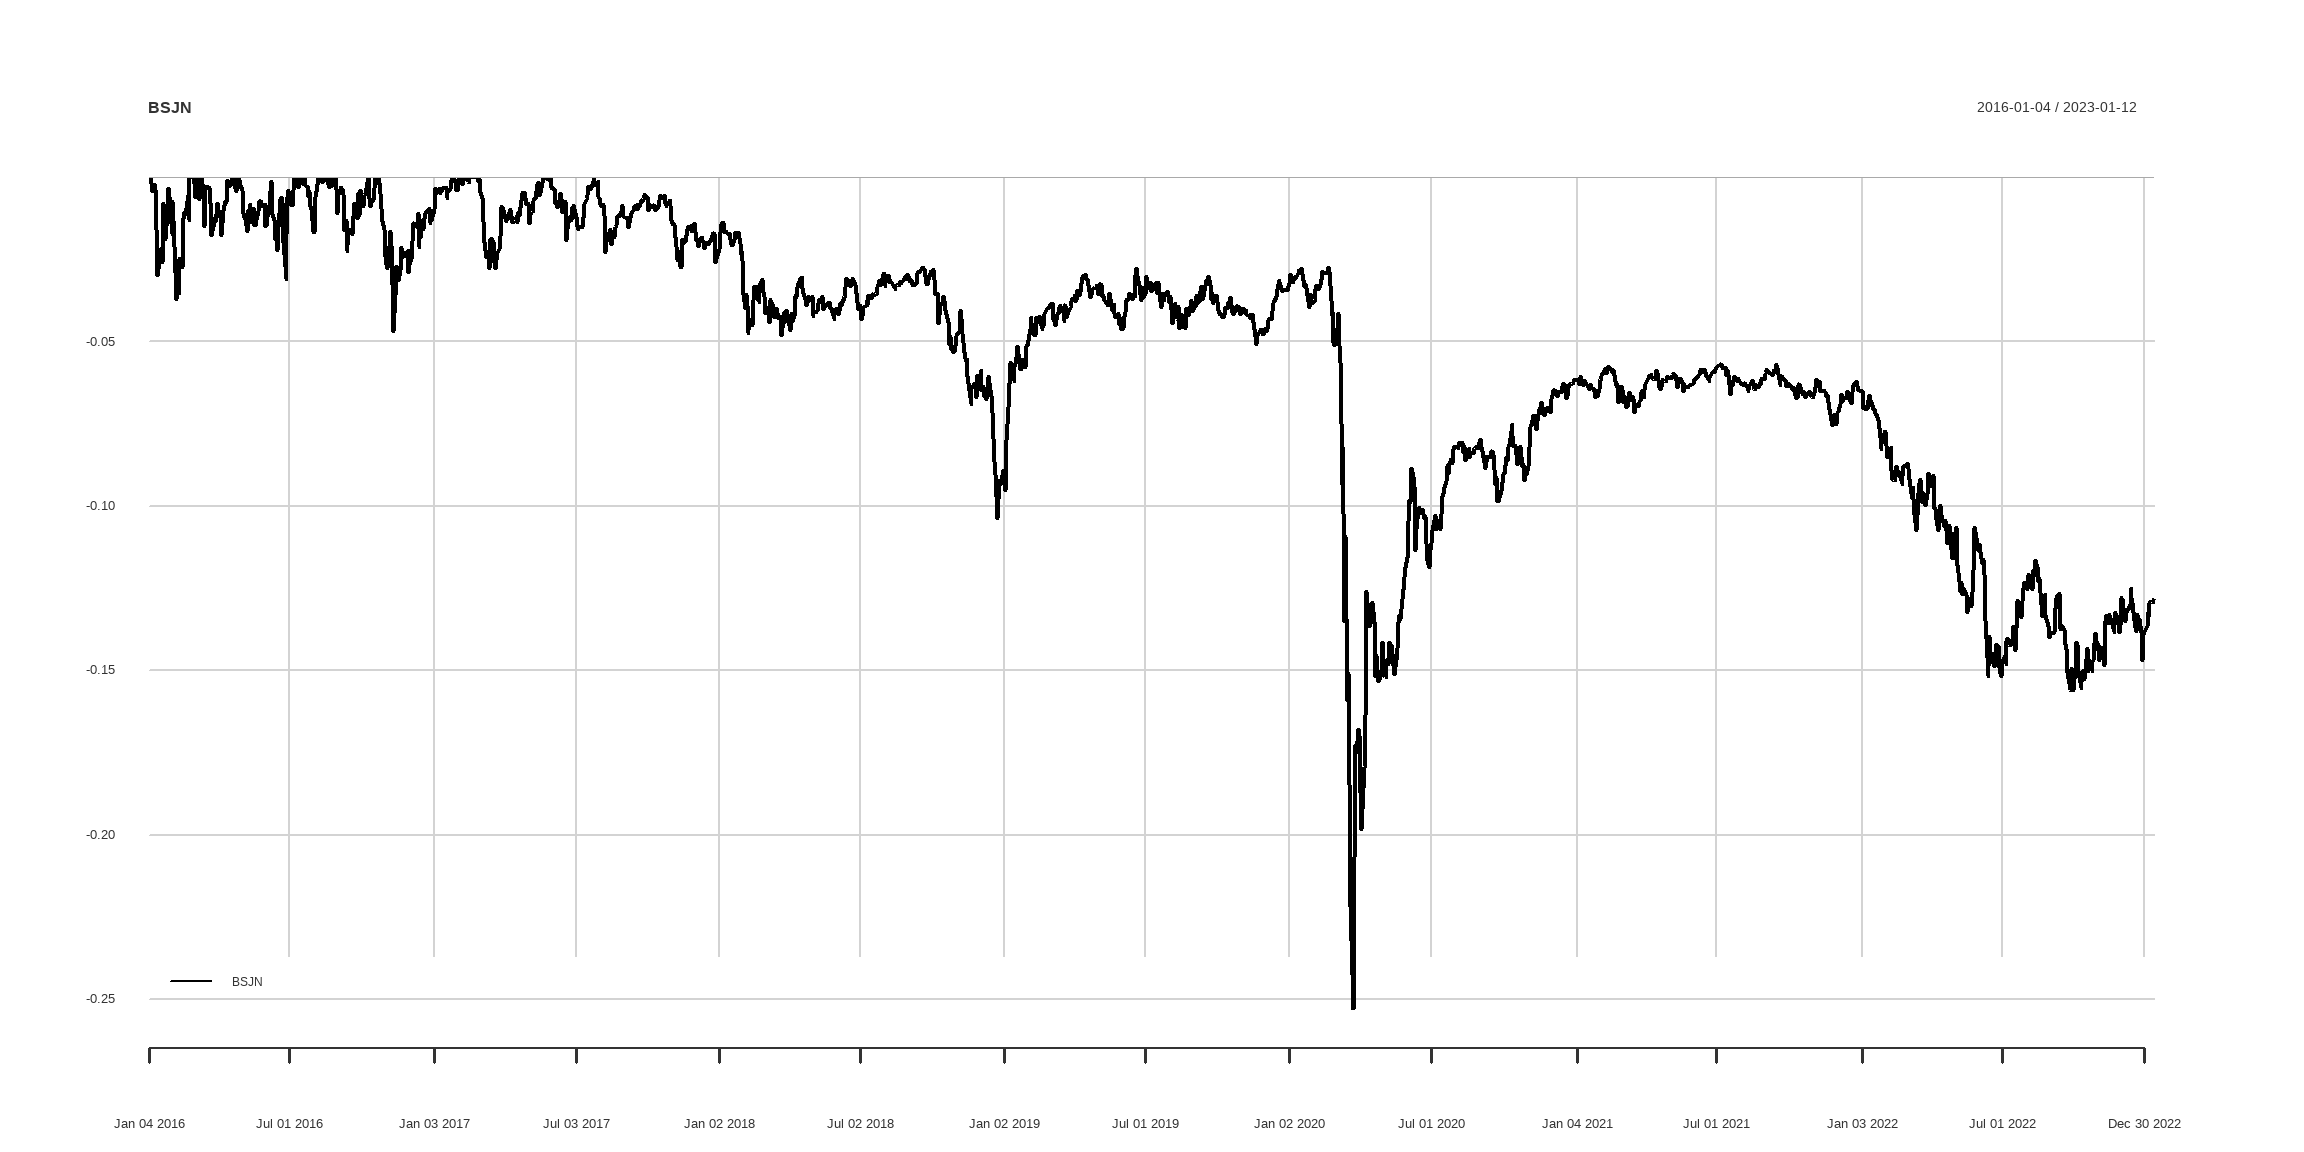 BSJN
2016-01-04 / 2023-01-12
-0.05
-0.10
-0.15
-0.20
-0.25
BSJN
Jan 04 2016
Jul 01 2016
Jan 03 2017
Jul 03 2017
Jan 02 2018
Jul 02 2018
Jan 02 2019
Jul 01 2019
Jan 02 2020
Jul 01 2020
Jan 04 2021
Jul 01 2021
Jan 03 2022
Jul 01 2022
Dec 30 2022